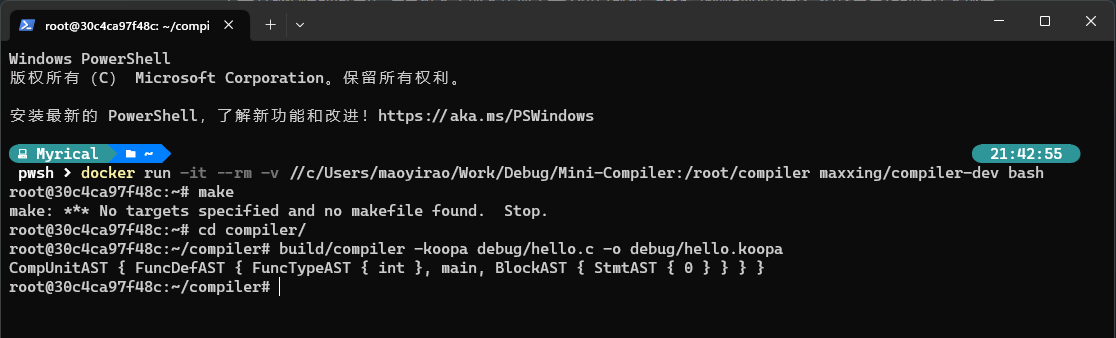 root@30c4ca97f48c: ~/compi
Windows PowerShell
版权所有 (C) Microsoft Corporation。保留所有权利。
安装最新的 PowerShell，了解新功能和改进！https://aka.ms/PSWindows
Myrical ~ 21:42:55
pwsh > docker run -it --rm -v //c/Users/maoyirao/Work/Debug/Mini-Compiler:/root/compiler maxxing/compiler-dev bash
root@30c4ca97f48c:~# make
make: *** No targets specified and no makefile found.  Stop.
root@30c4ca97f48c:~# cd compiler/
root@30c4ca97f48c:~/compiler# build/compiler -koopa debug/hello.c -o debug/hello.koopa
CompUnitAST { FuncDefAST { FuncTypeAST { int }, main, BlockAST { StmtAST { 0 } } } }
root@30c4ca97f48c:~/compiler#